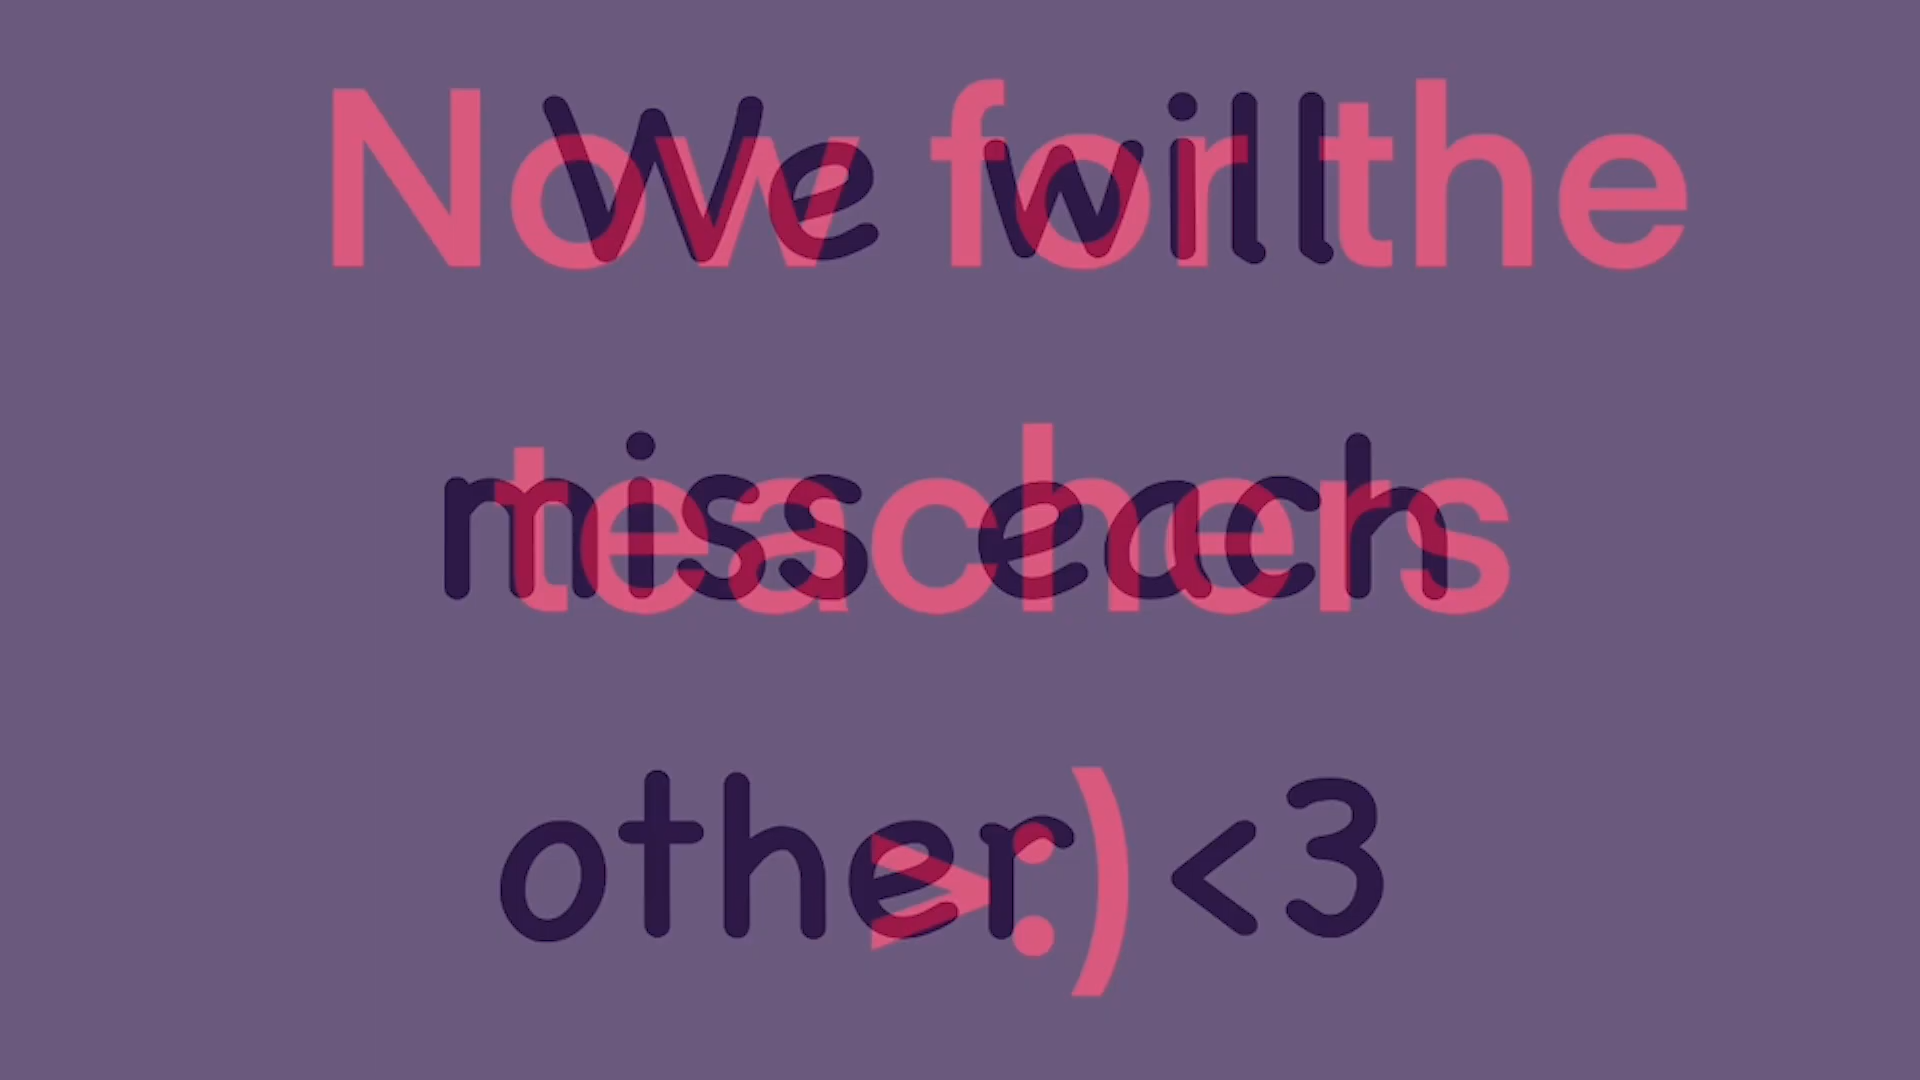 We will
miss each
other <3
Now for the
teachers
>:)